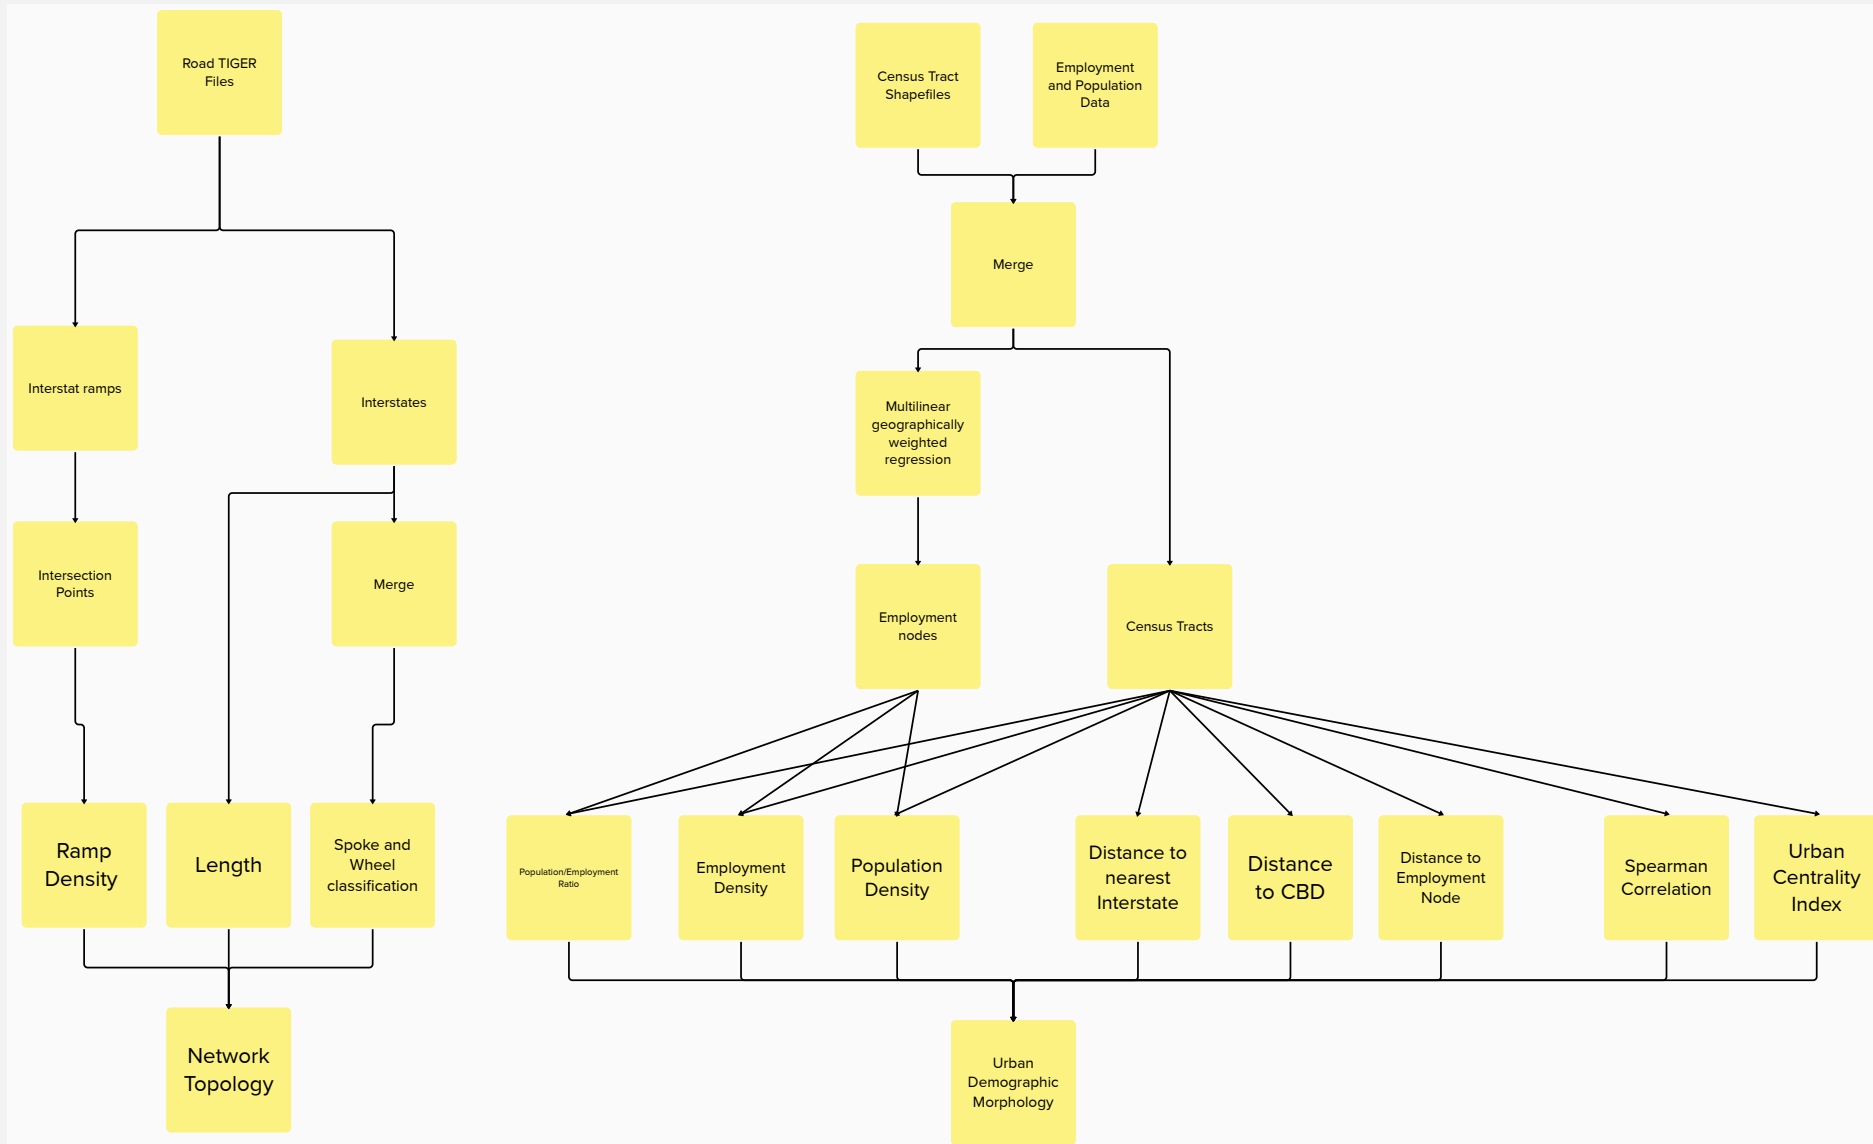 Road TIGER
Files
Census Tract
Shapefiles
Employment
and Population
Data
Merge
Interstat ramps
Interstates
Multilinear
geographically
weighted
regression
Intersection
Points
Merge
Employment
nodes
Census Tracts
Ramp
Density
Length
Spoke and
Wheel
classification
Population/Employment
Ratio
Employment
Density
Population
Density
Distance to
nearest
Interstate
Distance
to CBD
Distance to
Employment
Node
Spearman
Correlation
Urban
Centrality
Index
Network
Topology
Urban
Demographic
Morphology